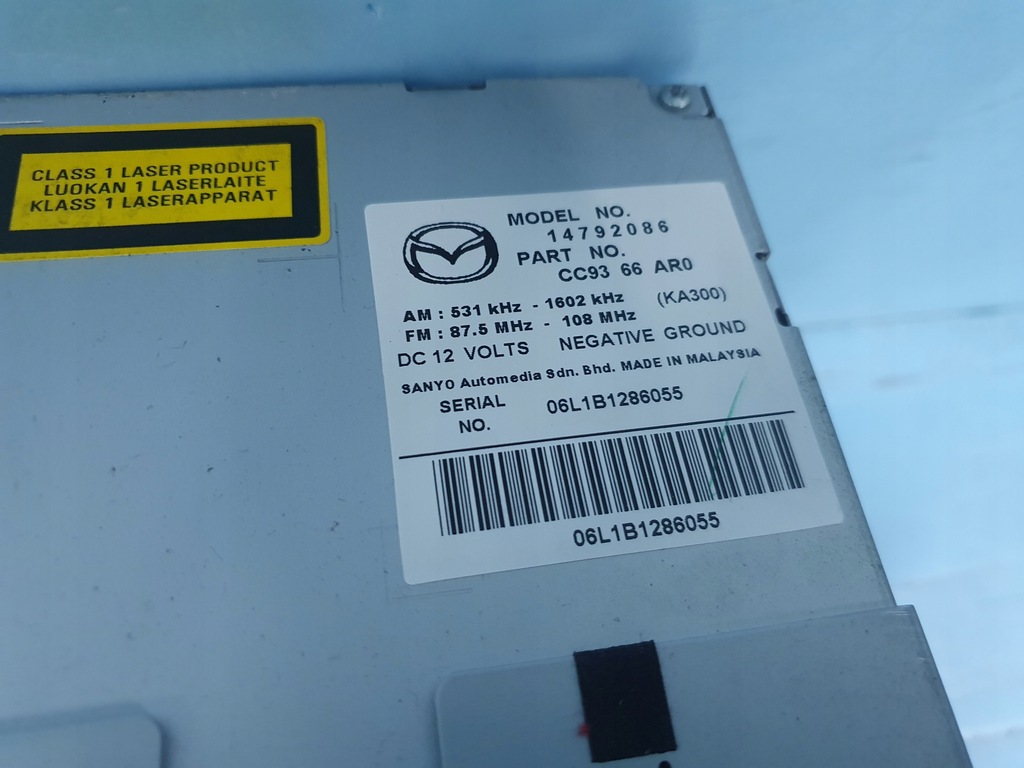 CLASS 1 LASER PRODUCT
LUOKAN 1 LASERLAITE
KLASS 1 LASERAPPARAT
MODEL NO.
14792086
PART NO.
CC93 66 AR0
AM : 531 kHz - 1602 kHz (KA300)
FM : 87.5 MHz - 108 MHz
DC 12 VOLTS NEGATIVE GROUND
SANYO Automedia Sdn. Bhd. MADE IN MALAYSIA
SERIAL NO. 06L1B1286055
06L1B1286055